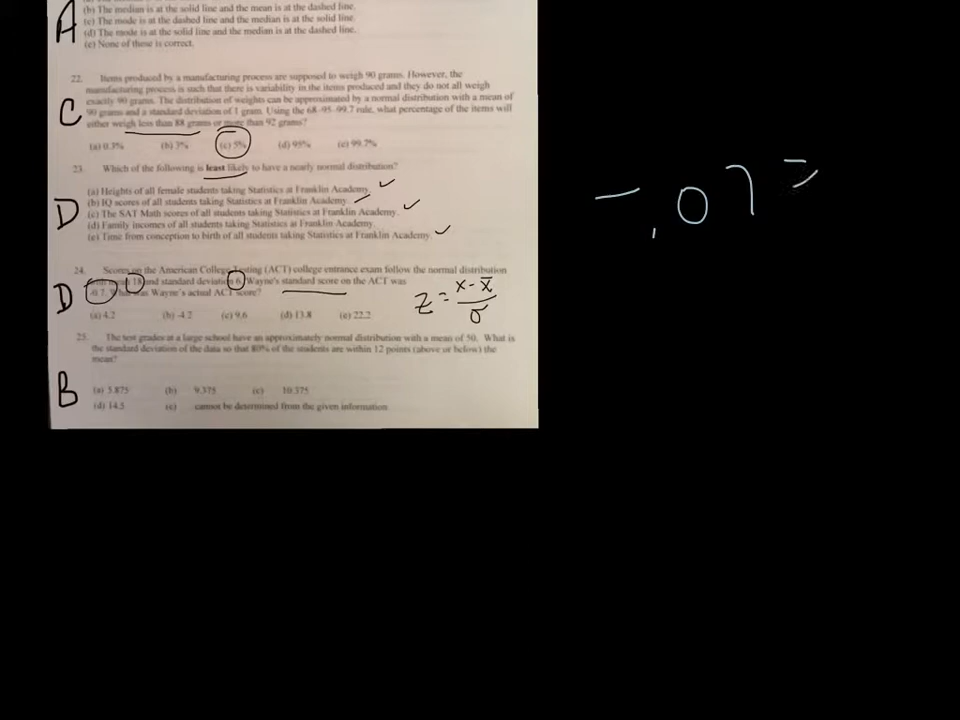 (b) The median is at the solid line and the mean is at the dashed line.
A (c) The mode is at the dashed line and the median is at the solid line.
(d) The mode is at the solid line and the median is at the dashed line.
(e) None of these is correct.
22. Items produced by a manufacturing process are supposed to weigh 90 grams. However, the
manufacturing process is such that there is variability in the items produced and they do not all weigh
C exactly 90 grams. The distribution of weights can be approximated by a normal distribution with a mean of
90 grams and a standard deviation of 1 gram. Using the 68-95-99.7 rule, what percentage of the items will
either weigh less than 88 grams or more than 92 grams?
(a) 0.3% (b) 3% (c) 5% (d) 95% (e) 99.7%
23. Which of the following is least likely to have a nearly normal distribution?
(a) Heights of all female students taking Statistics at Franklin Academy.
(b) IQ scores of all students taking Statistics at Franklin Academy.
D (c) The SAT Math scores of all students taking Statistics at Franklin Academy.
(d) Family incomes of all students taking Statistics at Franklin Academy.
(e) Time from conception to birth of all students taking Statistics at Franklin Academy.
24. Scores on the American College Testing (ACT) college entrance exam follow the normal distribution
mean 18 and standard deviation 6. Wayne's standard score on the ACT was
D -0.7. What was Wayne's actual ACT score?
z = x - x̄ / σ
(a) 4.2 (b) -4.2 (c) 9.6 (d) 13.8 (e) 22.2
25. The test grades at a large school have an approximately normal distribution with a mean of 50. What is
the standard deviation of the data so that 80% of the students are within 12 points (above or below) the
mean?
B (a) 5.875 (b) 9.375 (c) 10.375
(d) 14.5 (e) cannot be determined from the given information
- .07 =